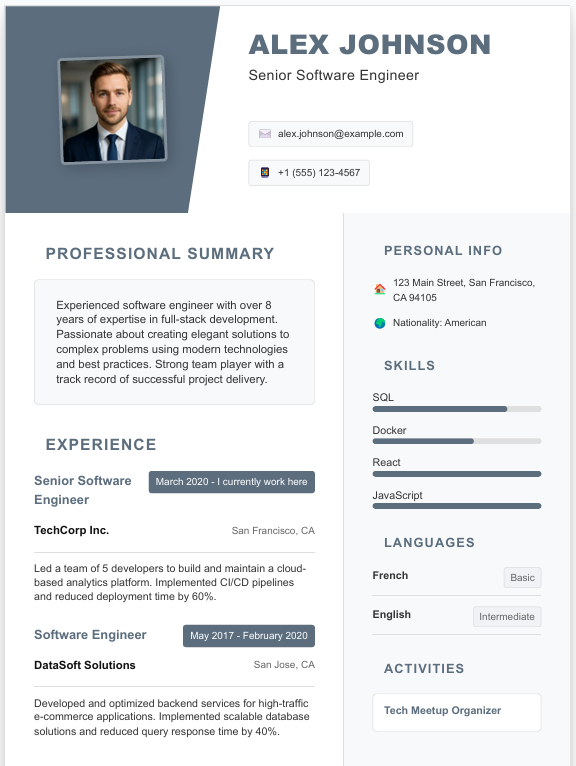 ALEX JOHNSON
Senior Software Engineer
alex.johnson@example.com
+1 (555) 123-4567
PROFESSIONAL SUMMARY
Experienced software engineer with over 8
years of expertise in full-stack development.
Passionate about creating elegant solutions to
complex problems using modern technologies
and best practices. Strong team player with a
track record of successful project delivery.
EXPERIENCE
Senior Software
Engineer
March 2020 - I currently work here
TechCorp Inc.
San Francisco, CA
Led a team of 5 developers to build and maintain a cloud-
based analytics platform. Implemented CI/CD pipelines
and reduced deployment time by 60%.
Software Engineer
May 2017 - February 2020
DataSoft Solutions
San Jose, CA
Developed and optimized backend services for high-traffic
e-commerce applications. Implemented scalable database
solutions and reduced query response time by 40%.
PERSONAL INFO
123 Main Street, San Francisco,
CA 94105
Nationality: American
SKILLS
SQL
Docker
React
JavaScript
LANGUAGES
French
Basic
English
Intermediate
ACTIVITIES
Tech Meetup Organizer